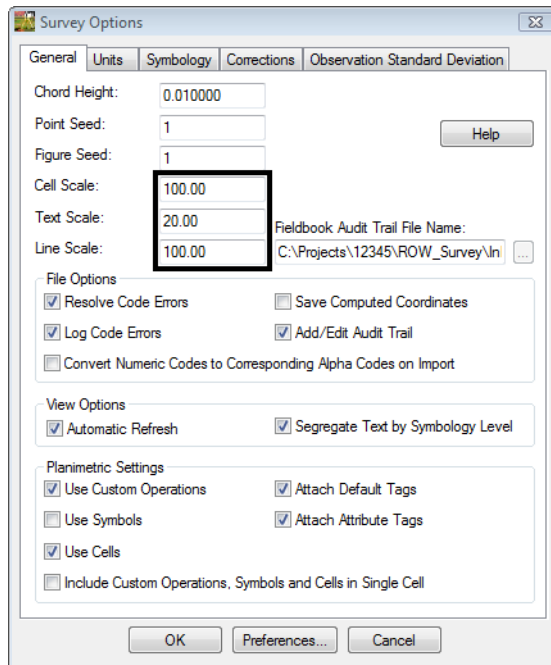 Survey Options
General Units Symbology Corrections Observation Standard Deviation
Chord Height: 0.010000
Point Seed: 1
Help
Figure Seed: 1
Cell Scale: 100.00
Text Scale: 20.00
Fieldbook Audit Trail File Name:
Line Scale: 100.00 C:\Projects\12345\ROW_Survey\In ...
File Options
Resolve Code Errors Save Computed Coordinates
Log Code Errors Add/Edit Audit Trail
Convert Numeric Codes to Corresponding Alpha Codes on Import
View Options
Automatic Refresh Segregate Text by Symbology Level
Planimetric Settings
Use Custom Operations Attach Default Tags
Use Symbols Attach Attribute Tags
Use Cells
Include Custom Operations, Symbols and Cells in Single Cell
OK Preferences... Cancel